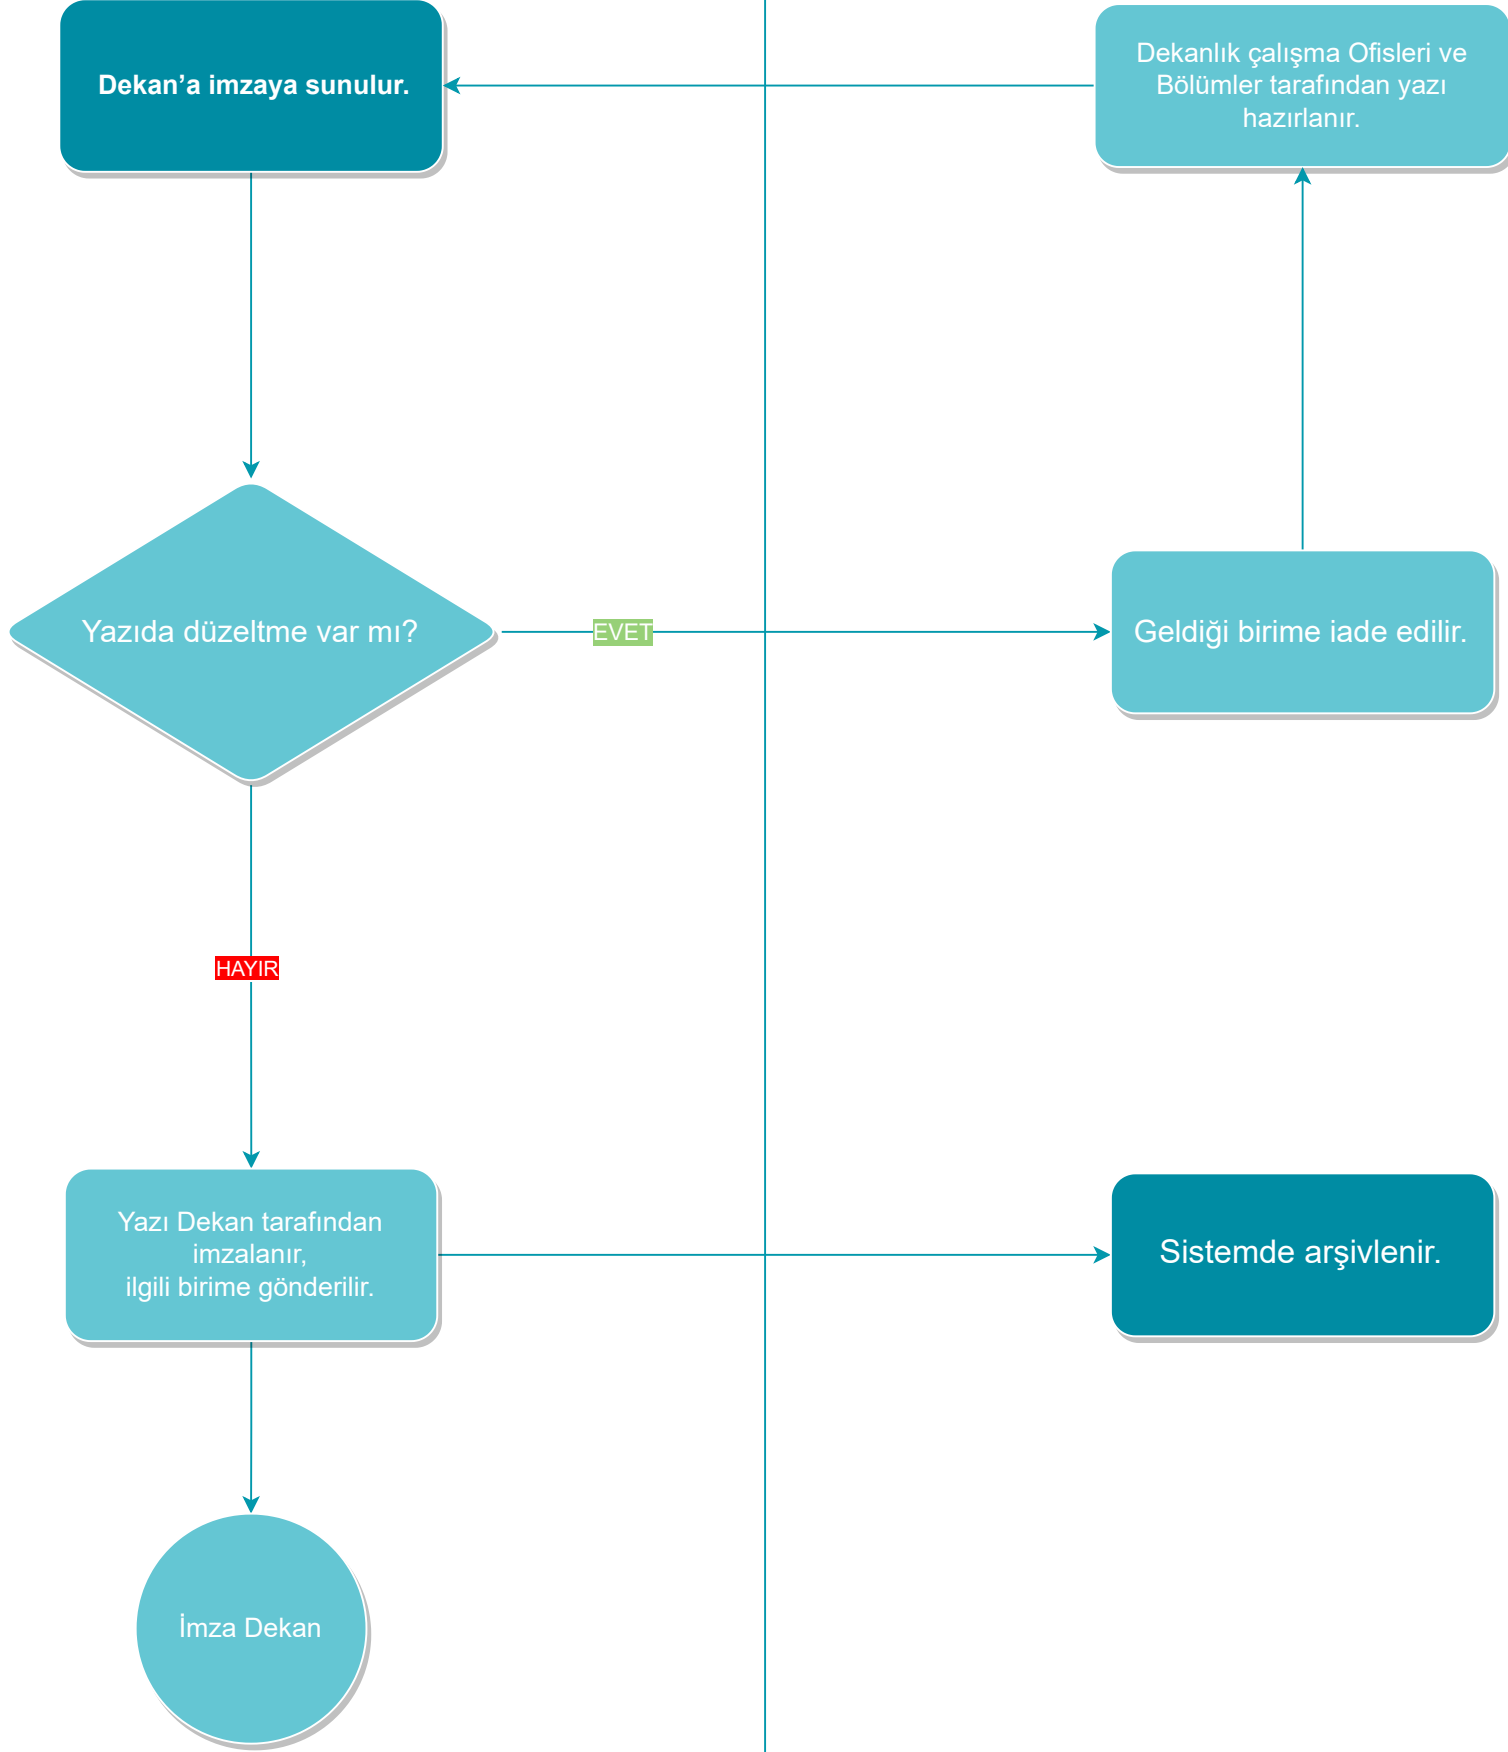 Dekan’a imzaya sunulur.
Dekanlık çalışma Ofisleri ve
Bölümler tarafından yazı
hazırlanır.
Yazıda düzeltme var mı?
EVET
Geldiği birime iade edilir.
HAYIR
Yazı Dekan tarafından
imzalanır,
ilgili birime gönderilir.
Sistemde arşivlenir.
İmza Dekan